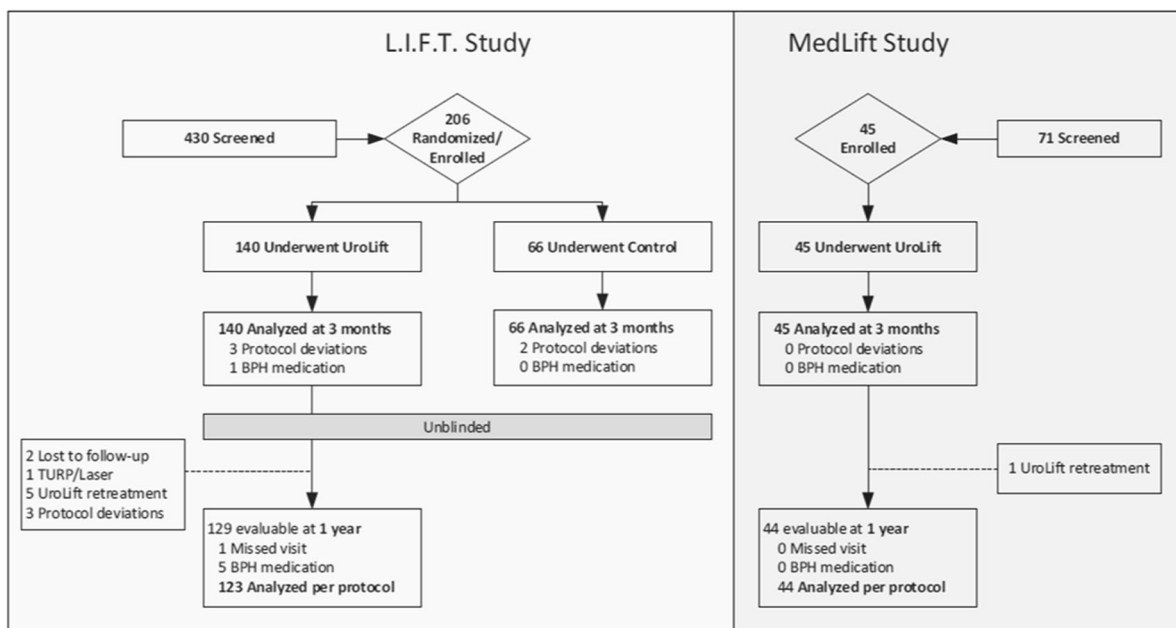 L.I.F.T. Study
430 Screened
206
Randomized/
Enrolled
140 Underwent UroLift
66 Underwent Control
140 Analyzed at 3 months
3 Protocol deviations
1 BPH medication
66 Analyzed at 3 months
2 Protocol deviations
0 BPH medication
Unblinded
2 Lost to follow-up
1 TURP/Laser
5 UroLift retreatment
3 Protocol deviations
129 evaluable at 1 year
1 Missed visit
5 BPH medication
123 Analyzed per protocol
MedLift Study
45
Enrolled
71 Screened
45 Underwent UroLift
45 Analyzed at 3 months
0 Protocol deviations
0 BPH medication
1 UroLift retreatment
44 evaluable at 1 year
0 Missed visit
0 BPH medication
44 Analyzed per protocol